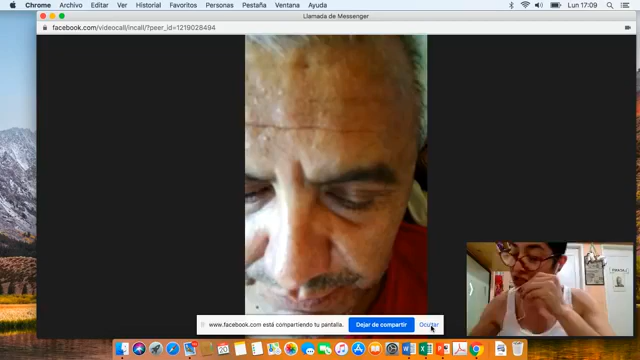 Chrome Archivo Editar Ver Historial Favoritos Personas Pestaña Ventana Ayuda Lun 17:09
Llamada de Messenger
facebook.com/videocall/incall/?peer_id=1219028494
PIRATAS
www.facebook.com está compartiendo tu pantalla. Dejar de compartir Ocultar